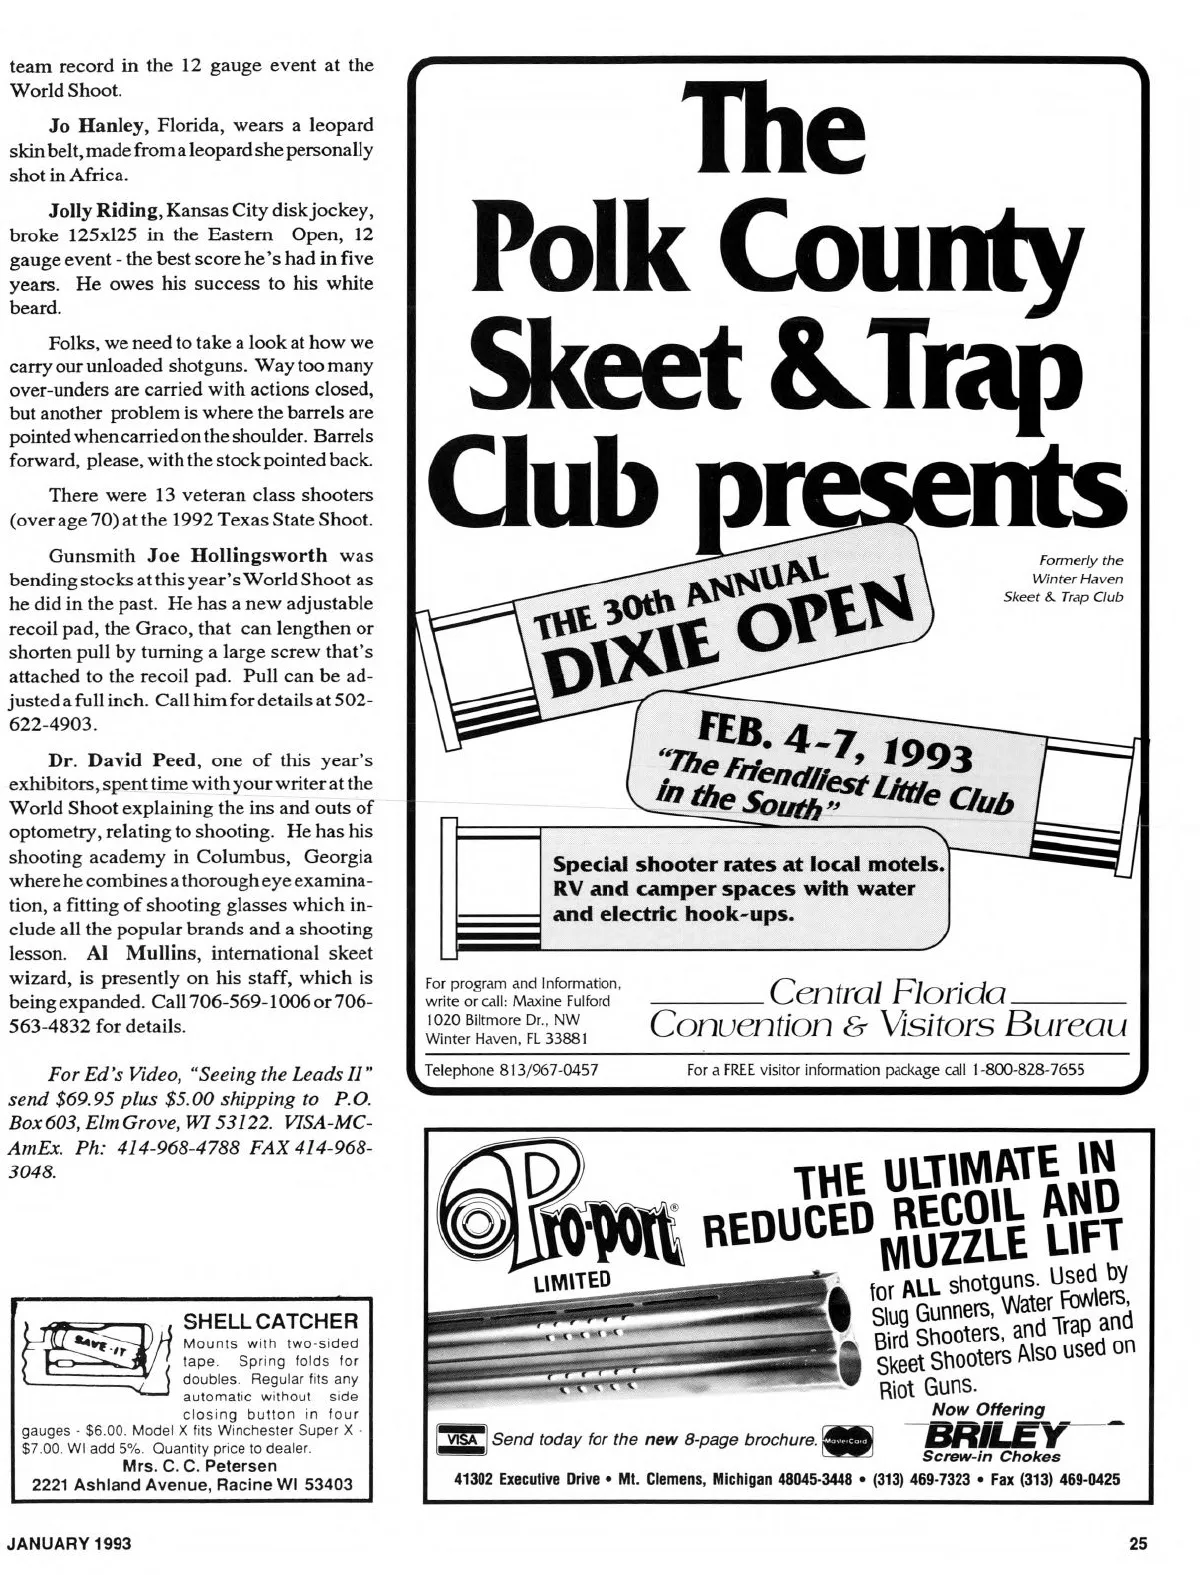 team record in the 12 gauge event at the
World Shoot.
Jo Hanley, Florida, wears a leopard
skin belt, made from a leopard she personally
shot in Africa.
Jolly Riding, Kansas City disk jockey,
broke 125x125 in the Eastern Open, 12
gauge event - the best score he's had in five
years. He owes his success to his white
beard.
Folks, we need to take a look at how we
carry our unloaded shotguns. Way too many
over-unders are carried with actions closed,
but another problem is where the barrels are
pointed when carried on the shoulder. Barrels
forward, please, with the stock pointed back.
There were 13 veteran class shooters
(over age 70) at the 1992 Texas State Shoot.
Gunsmith Joe Hollingsworth was
bending stocks at this year's World Shoot as
he did in the past. He has a new adjustable
recoil pad, the Graco, that can lengthen or
shorten pull by turning a large screw that's
attached to the recoil pad. Pull can be ad-
justed a full inch. Call him for details at 502-
622-4903.
Dr. David Peed, one of this year's
exhibitors, spent time with your writer at the
World Shoot explaining the ins and outs of
optometry, relating to shooting. He has his
shooting academy in Columbus, Georgia
where he combines a thorough eye examina-
tion, a fitting of shooting glasses which in-
clude all the popular brands and a shooting
lesson. Al Mullins, international skeet
wizard, is presently on his staff, which is
being expanded. Call 706-569-1006 or 706-
563-4832 for details.
For Ed's Video, "Seeing the Leads II"
send $69.95 plus $5.00 shipping to P.O.
Box 603, Elm Grove, WI 53122. VISA-MC-
AmEx. Ph: 414-968-4788 FAX 414-968-
3048.
SAVE-IT
SHELL CATCHER
Mounts with two-sided
tape. Spring folds for
doubles. Regular fits any
automatic without side
closing button in four
gauges - $6.00. Model X fits Winchester Super X -
$7.00. WI add 5%. Quantity price to dealer.
Mrs. C. C. Petersen
2221 Ashland Avenue, Racine WI 53403
The
Polk County
Skeet & Trap
Club presents
Formerly the
Winter Haven
Skeet & Trap Club
THE 30th ANNUAL
DIXIE OPEN
FEB. 4-7, 1993
"The Friendliest Little Club
in the South"
Special shooter rates at local motels.
RV and camper spaces with water
and electric hook-ups.
For program and Information,
write or call: Maxine Fulford
1020 Biltmore Dr., NW
Winter Haven, FL 33881
Telephone 813/967-0457
Central Florida
Convention & Visitors Bureau
For a FREE visitor information package call 1-800-828-7655
Pro-port®
LIMITED
THE ULTIMATE IN
REDUCED RECOIL AND
MUZZLE LIFT
for ALL shotguns. Used by
Slug Gunners, Water Fowlers,
Bird Shooters, and Trap and
Skeet Shooters Also used on
Riot Guns.
Now Offering
BRILEY
Screw-in Chokes
VISA Send today for the new 8-page brochure. MasterCard
41302 Executive Drive • Mt. Clemens, Michigan 48045-3448 • (313) 469-7323 • Fax (313) 469-0425
JANUARY 1993
25